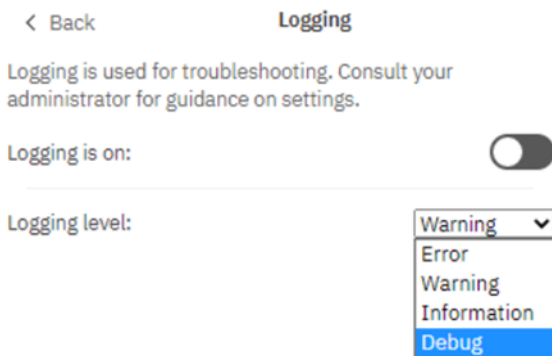 Back Logging
Logging is used for troubleshooting. Consult your
administrator for guidance on settings.
Logging is on:
Logging level: Warning
Error
Warning
Information
Debug